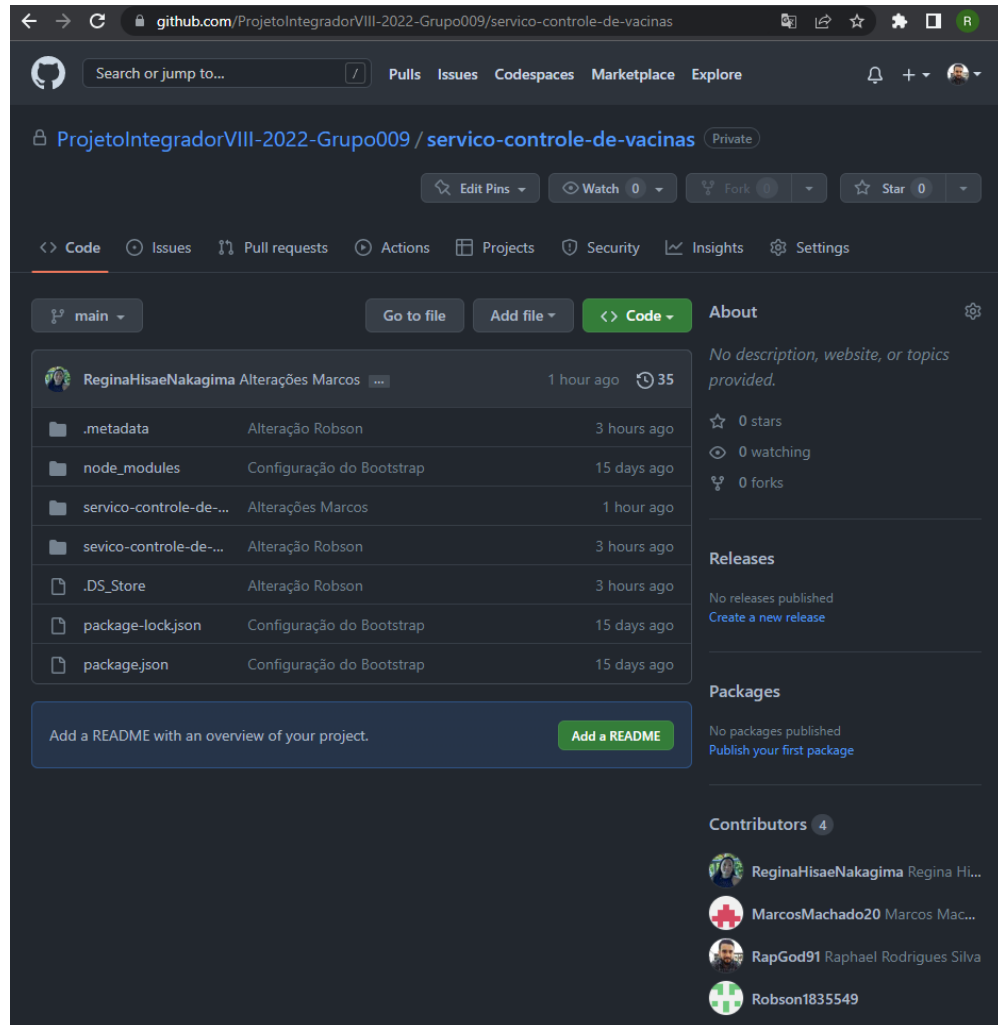 github.com/ProjetoIntegradorVIII-2022-Grupo009/servico-controle-de-vacinas R
Search or jump to... / Pulls Issues Codespaces Marketplace Explore
ProjetoIntegradorVIII-2022-Grupo009 / servico-controle-de-vacinas Private
Edit Pins Watch 0 Fork 0 Star 0
<> Code Issues Pull requests Actions Projects Security Insights Settings
main Go to file Add file <> Code
ReginaHisaeNakagima Alterações Marcos ... 1 hour ago 35
.metadata Alteração Robson 3 hours ago
node_modules Configuração do Bootstrap 15 days ago
servico-controle-de-... Alterações Marcos 1 hour ago
sevico-controle-de-... Alteração Robson 3 hours ago
.DS_Store Alteração Robson 3 hours ago
package-lock.json Configuração do Bootstrap 15 days ago
package.json Configuração do Bootstrap 15 days ago
Add a README with an overview of your project. Add a README
About
No description, website, or topics
provided.
0 stars
0 watching
0 forks
Releases
No releases published
Create a new release
Packages
No packages published
Publish your first package
Contributors 4
ReginaHisaeNakagima Regina Hi...
MarcosMachado20 Marcos Mac...
RapGod91 Raphael Rodrigues Silva
Robson1835549